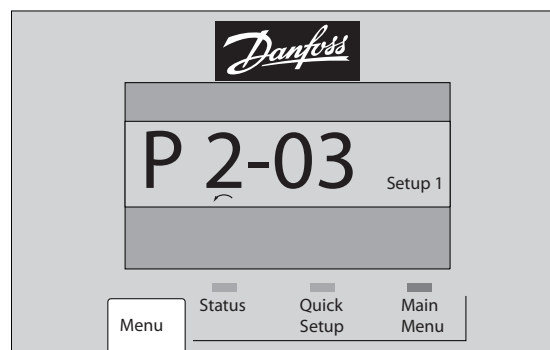 Danfoss
P 2-03
Setup 1
Status
Quick
Setup
Main
Menu
Menu